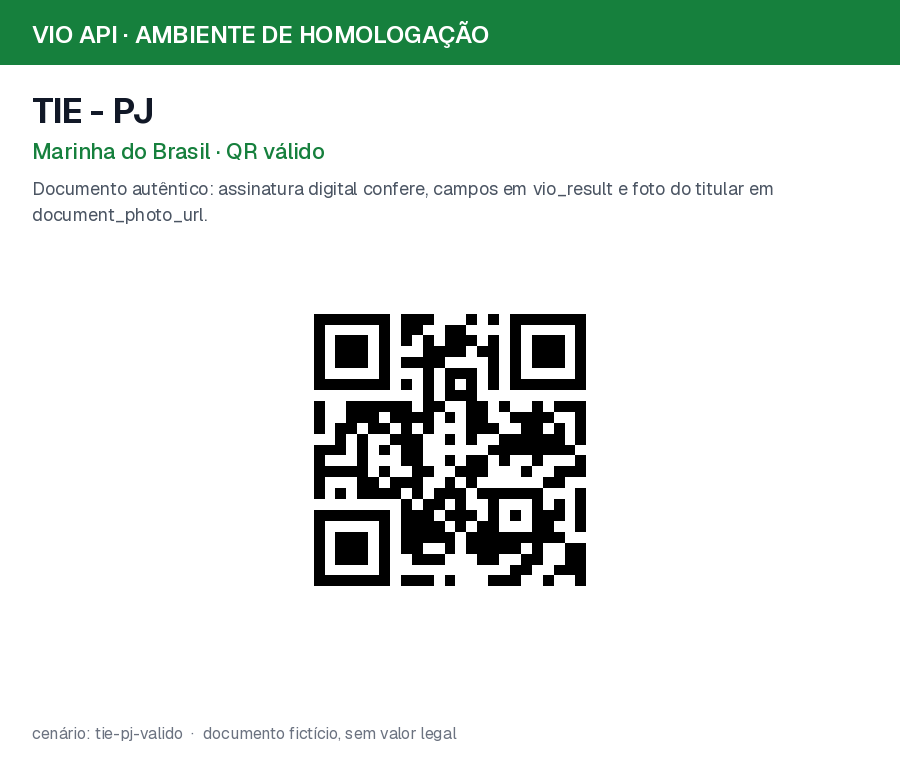 VIO API · AMBIENTE DE HOMOLOGAÇÃO
TIE - PJ
Marinha do Brasil · QR válido
Documento autêntico: assinatura digital confere, campos em vio_result e foto do titular em
document_photo_url.
cenário: tie-pj-valido · documento fictício, sem valor legal